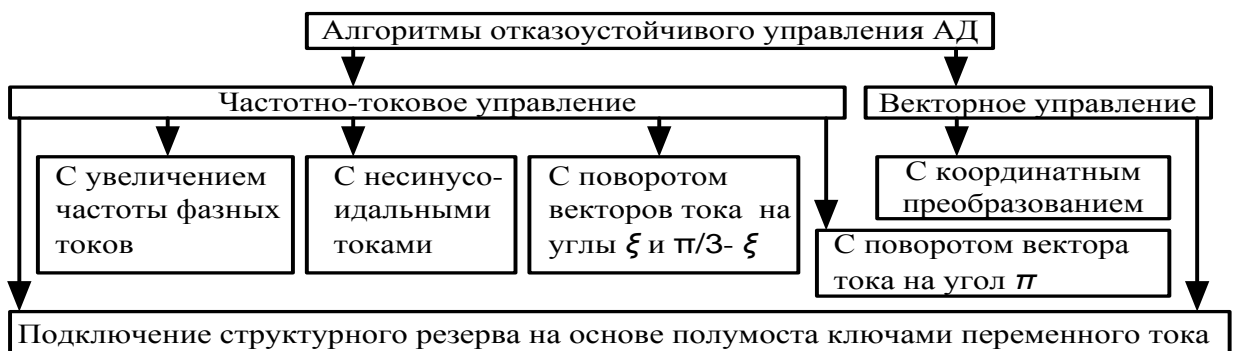 Алгоритмы отказоустойчивого управления АД
Частотно-токовое управление
Векторное управление
С увеличением
частоты фазных
токов
С несинусо-
идальными
токами
С поворотом
векторов тока на
углы ξ и π/3- ξ
С координатным
преобразованием
С поворотом вектора
тока на угол π
Подключение структурного резерва на основе полумоста ключами переменного тока